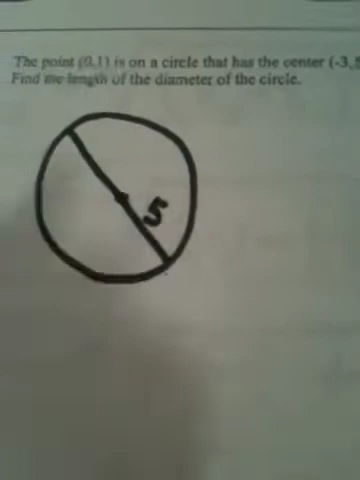 The point (0,1) is on a circle that has the center (-3,5
Find the length of the diameter of the circle.
5